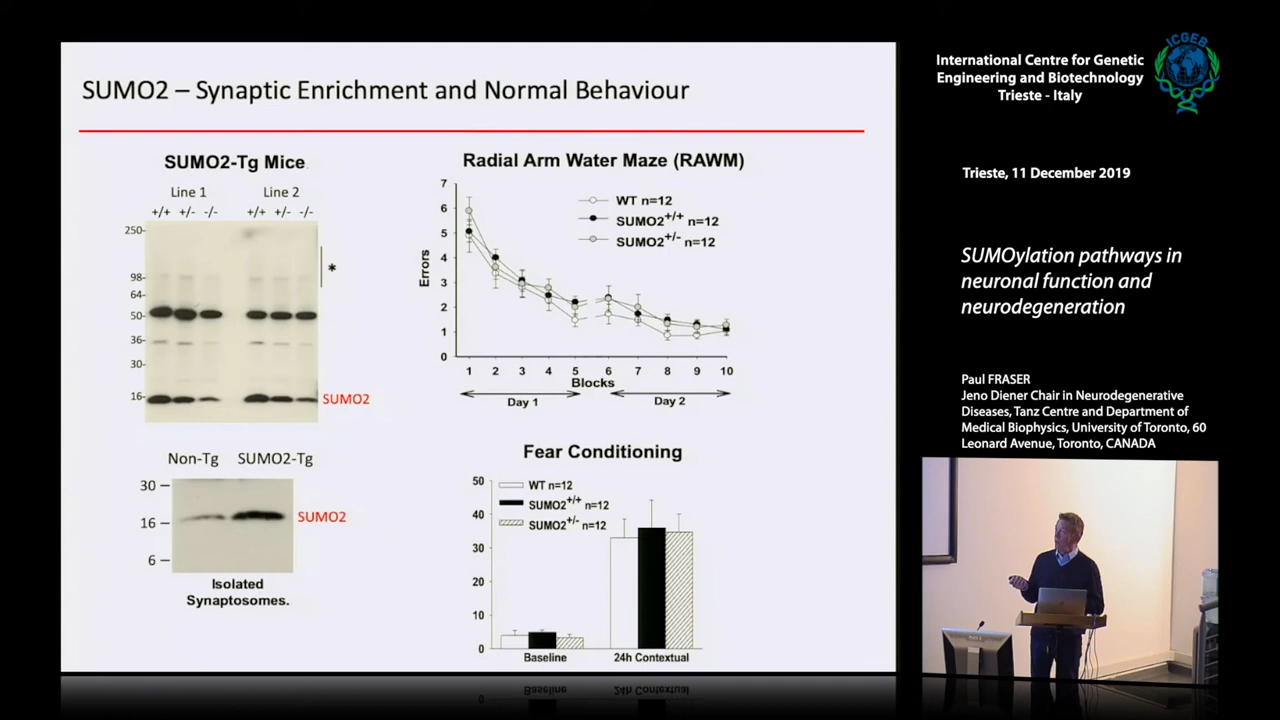 SUMO2 – Synaptic Enrichment and Normal Behaviour
SUMO2-Tg Mice
Line 1
Line 2
+/+ +/- -/-
+/+ +/- -/-
250-
98-
64-
50-
36-
30-
16-
*
SUMO2
Non-Tg SUMO2-Tg
30
16
6
SUMO2
Isolated
Synaptosomes.
Radial Arm Water Maze (RAWM)
7
6
5
4
3
2
1
0
Errors
WT n=12
SUMO2+/+ n=12
SUMO2+/- n=12
1 2 3 4 5 6 7 8 9 10
Blocks
Day 1
Day 2
Fear Conditioning
50
40
30
20
10
0
WT n=12
SUMO2+/+ n=12
SUMO2+/- n=12
Baseline
24h Contextual
International Centre for Genetic
Engineering and Biotechnology
Trieste - Italy
ICGEB
Trieste, 11 December 2019
SUMOylation pathways in
neuronal function and
neurodegeneration
Paul FRASER
Jeno Diener Chair in Neurodegenerative
Diseases, Tanz Centre and Department of
Medical Biophysics, University of Toronto, 60
Leonard Avenue, Toronto, CANADA